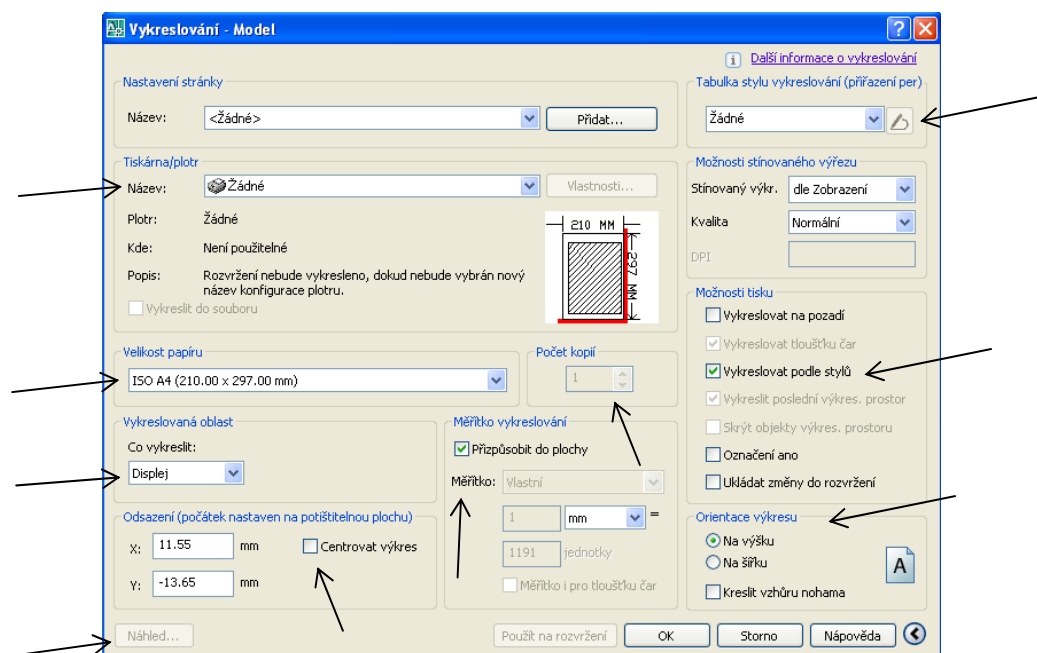 Vykreslování - Model
Další informace o vykreslování
Nastavení stránky
Název: <Žádné> Přidat...
Tabulka stylu vykreslování (přiřazení per)
Žádné
Tiskárna/plotr
Název: Žádné Vlastnosti...
Plotr: Žádné
Kde: Není použitelné
Popis: Rozvržení nebude vykresleno, dokud nebude vybrán nový
název konfigurace plotru.
Vykreslit do souboru
210 MM
297 MM
Možnosti stínovaného výřezu
Stínovaný výkr. dle Zobrazení
Kvalita Normální
DPI
Velikost papíru
ISO A4 (210.00 x 297.00 mm)
Počet kopií
1
Možnosti tisku
Vykreslovat na pozadí
Vykreslovat tloušťku čar
Vykreslovat podle stylů
Vykreslit poslední výkres. prostor
Skrýt objekty výkres. prostoru
Označení ano
Ukládat změny do rozvržení
Vykreslovaná oblast
Co vykreslit:
Displej
Měřítko vykreslování
Přizpůsobit do plochy
Měřítko: Vlastní
1 mm =
1191 jednotky
Měřítko i pro tloušťku čar
Odsazení (počátek nastaven na potištitelnou plochu)
X: 11.55 mm Centrovat výkres
Y: -13.65 mm
Orientace výkresu
Na výšku
Na šířku
Kreslit vzhůru nohama
A
Náhled... Použít na rozvržení OK Storno Nápověda